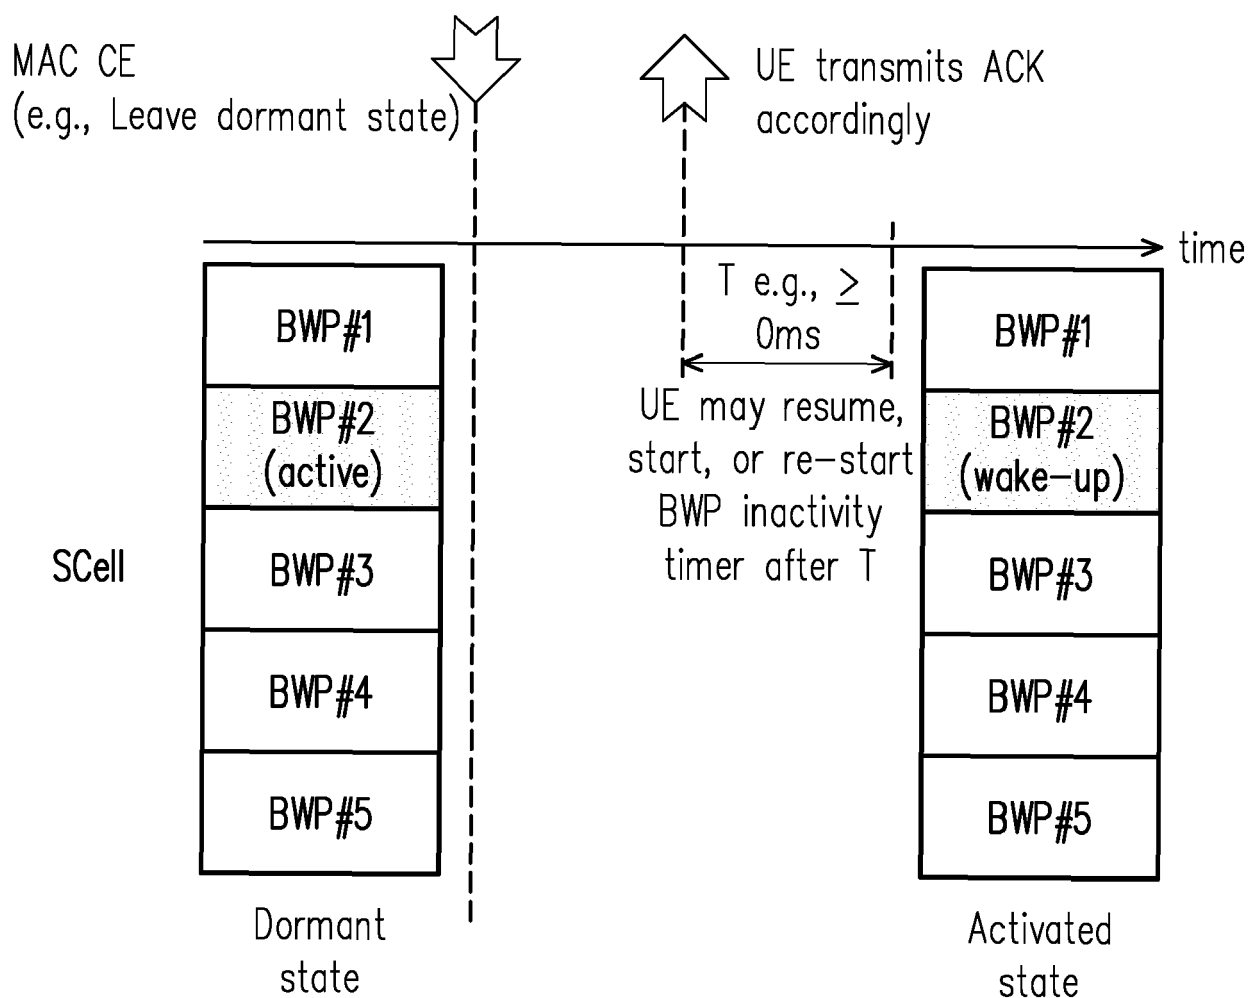 MAC CE
(e.g., Leave dormant state)
UE transmits ACK
accordingly
time
T e.g., ≥
0ms
UE may resume,
start, or re-start
BWP inactivity
timer after T
SCell
BWP#1
BWP#2
(active)
BWP#3
BWP#4
BWP#5
Dormant
state
BWP#1
BWP#2
(wake-up)
BWP#3
BWP#4
BWP#5
Activated
state